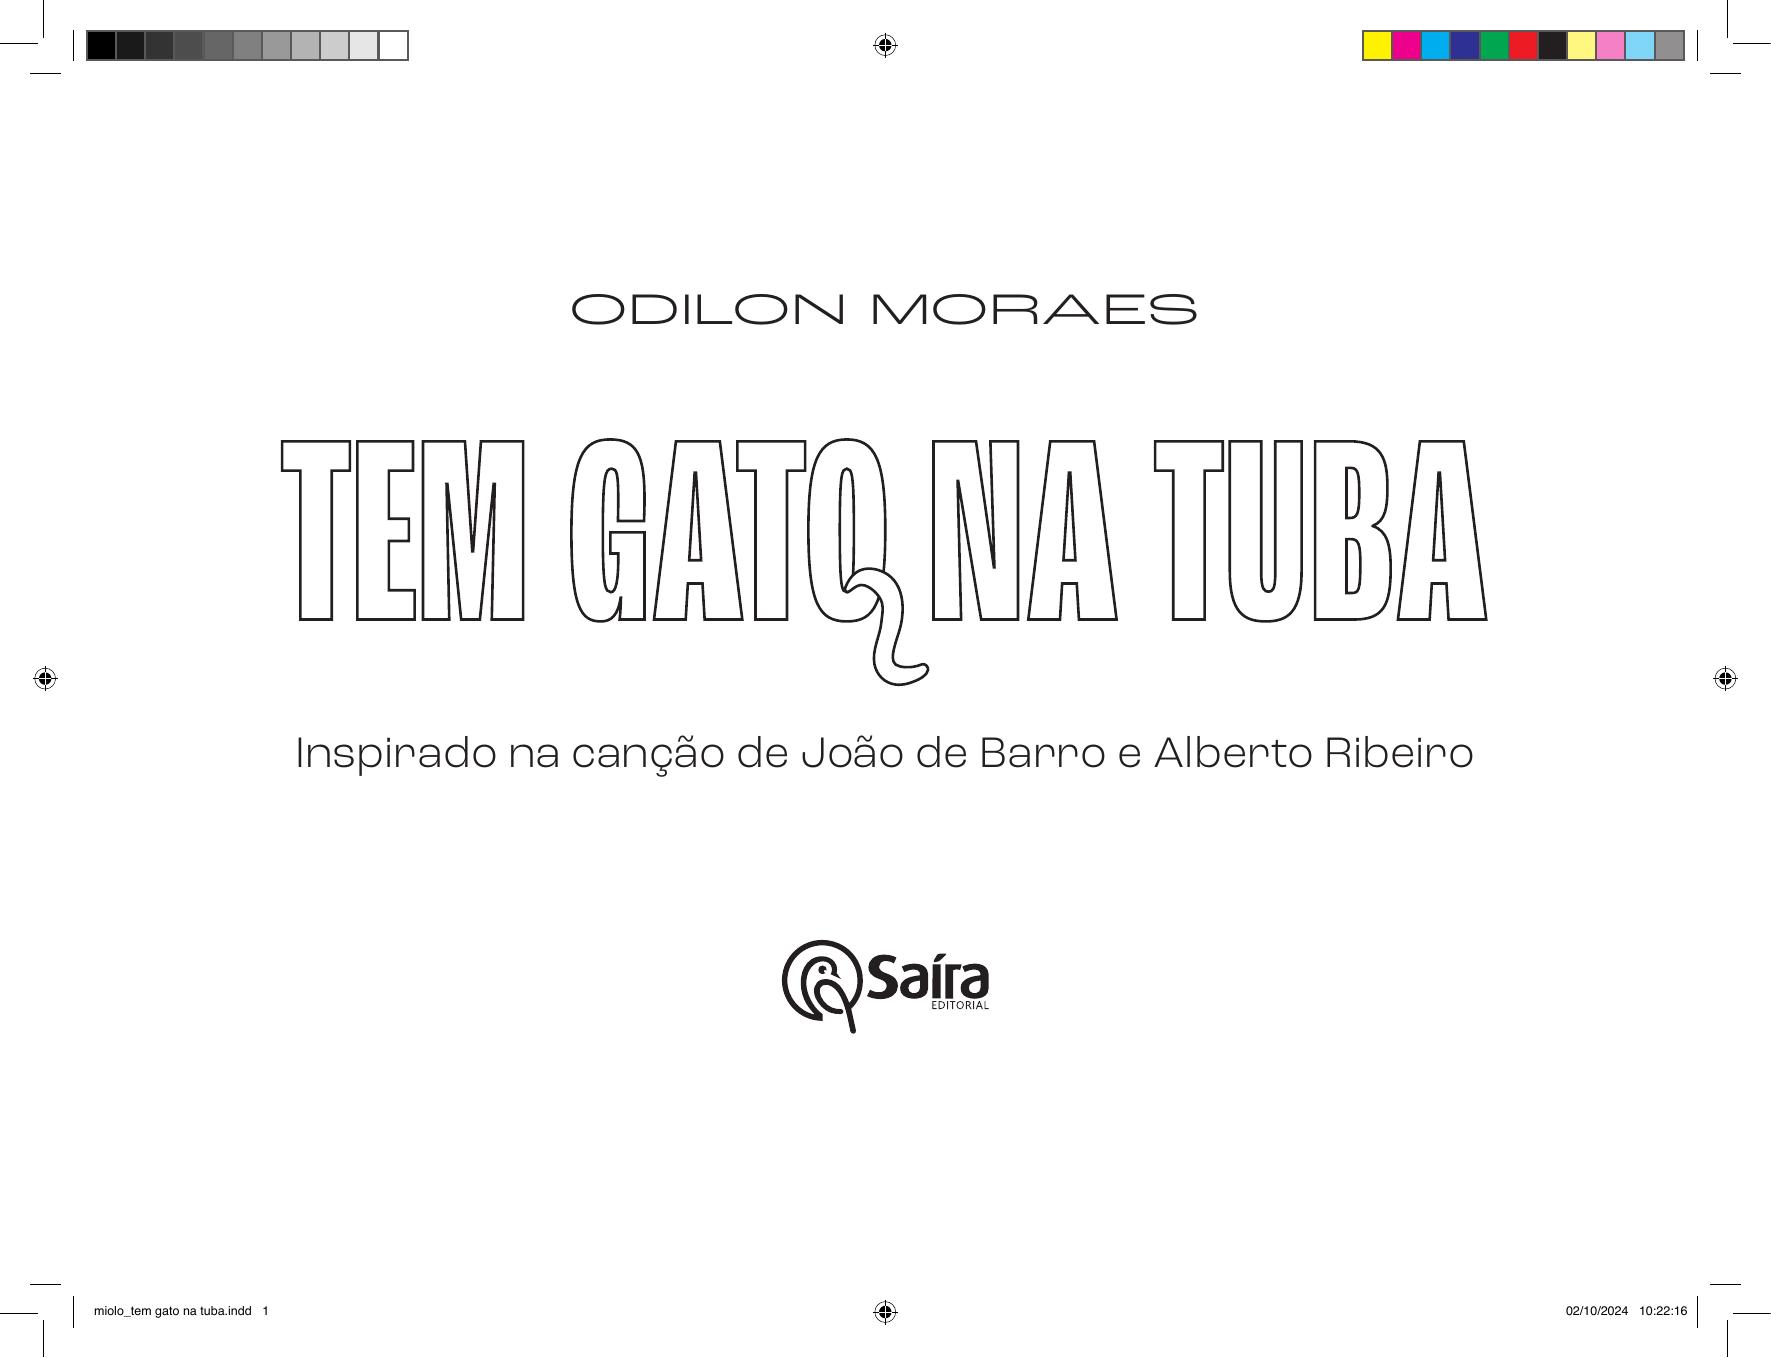 ODILON MORAES
TEM GATO NA TUBA
Inspirado na canção de João de Barro e Alberto Ribeiro
Saíra
EDITORIAL
miolo_tem gato na tuba.indd 1
02/10/2024 10:22:16